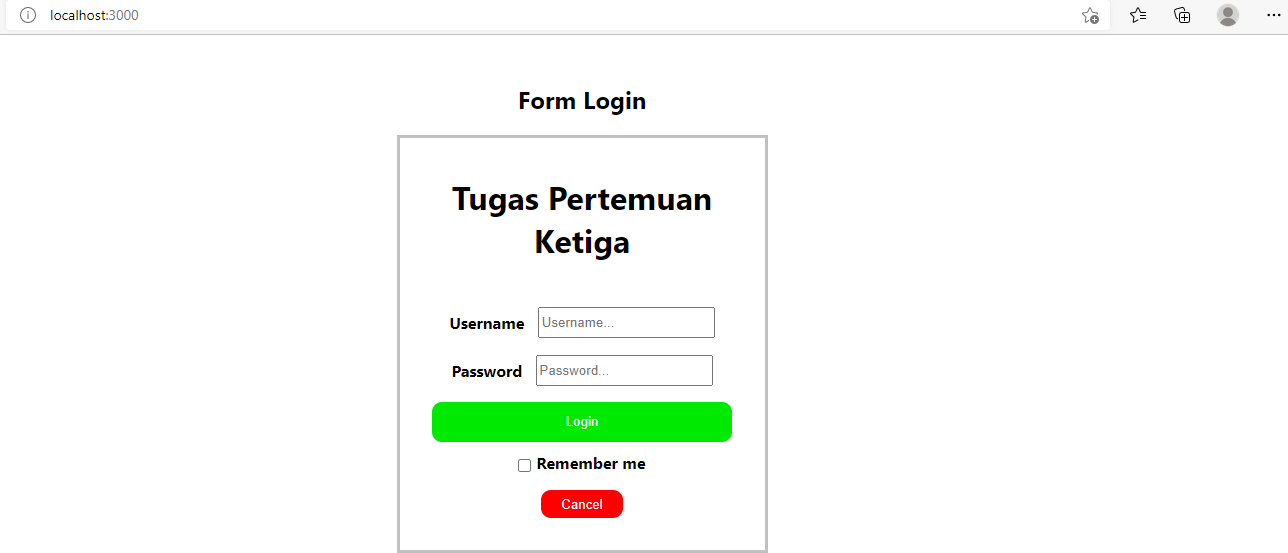 localhost:3000
Form Login
Tugas Pertemuan
Ketiga
Username Username...
Password Password...
Login
Remember me
Cancel